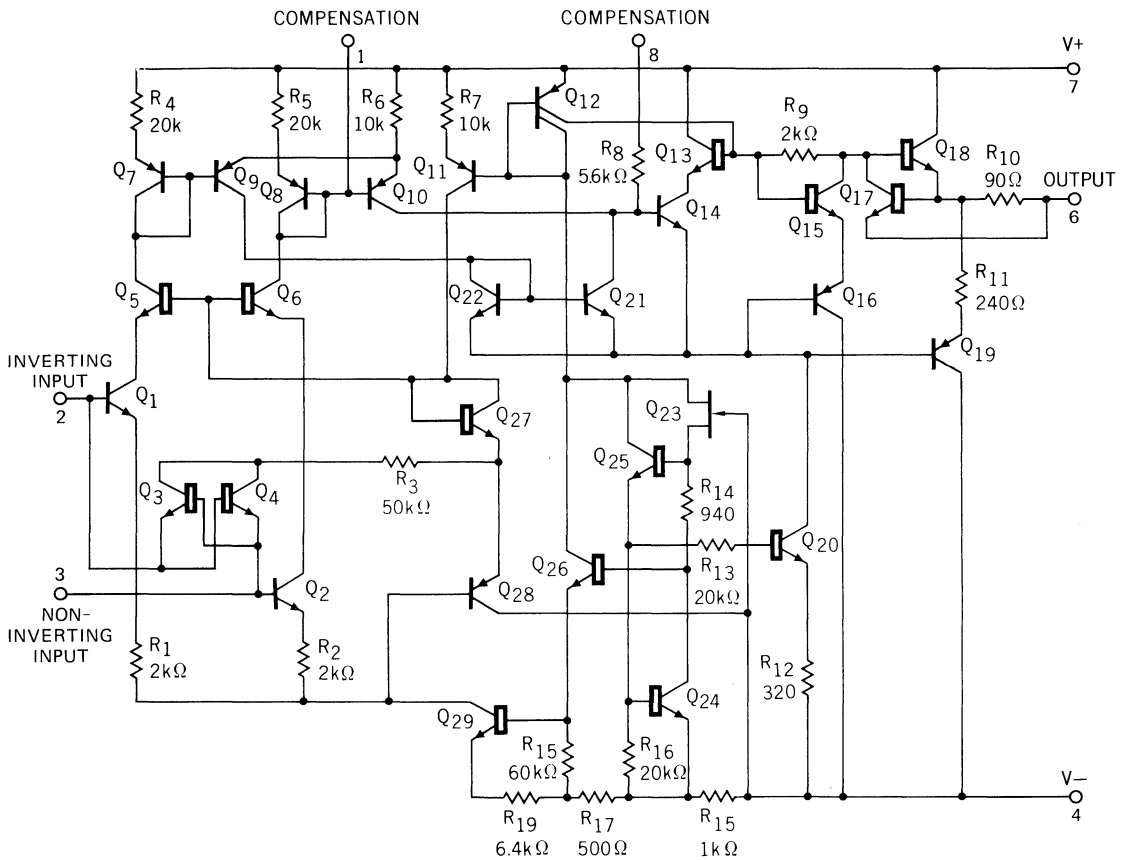 COMPENSATION
COMPENSATION
1
8
V+
7
R4
20k
R5
20k
R6
10k
R7
10k
Q12
R8
5.6kΩ
Q13
R9
2kΩ
Q18
R10
90Ω
OUTPUT
6
Q7
Q9
Q8
Q10
Q11
Q14
Q15
Q17
Q5
Q6
Q22
Q21
Q16
R11
240Ω
Q19
INVERTING
INPUT
2
Q1
Q27
Q23
Q25
Q3
Q4
R3
50kΩ
R14
940
Q20
R13
20kΩ
Q26
3
NON-
INVERTING
INPUT
Q2
Q28
R1
2kΩ
R2
2kΩ
R12
320
Q24
Q29
R15
60kΩ
R16
20kΩ
V−
4
R19
6.4kΩ
R17
500Ω
R15
1kΩ